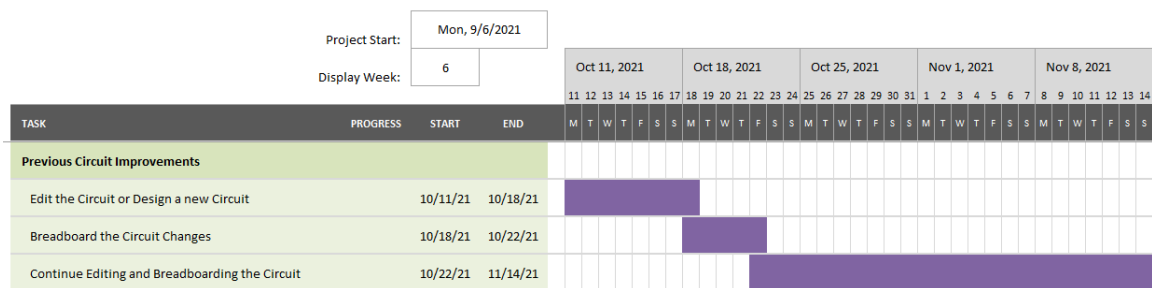 Project Start: Mon, 9/6/2021
Display Week: 6
Oct 11, 2021 Oct 18, 2021 Oct 25, 2021 Nov 1, 2021 Nov 8, 2021
11 12 13 14 15 16 17 18 19 20 21 22 23 24 25 26 27 28 29 30 31 1 2 3 4 5 6 7 8 9 10 11 12 13 14
TASK PROGRESS START END M T W T F S S M T W T F S S M T W T F S S M T W T F S S M T W T F S S
Previous Circuit Improvements
Edit the Circuit or Design a new Circuit 10/11/21 10/18/21
Breadboard the Circuit Changes 10/18/21 10/22/21
Continue Editing and Breadboarding the Circuit 10/22/21 11/14/21